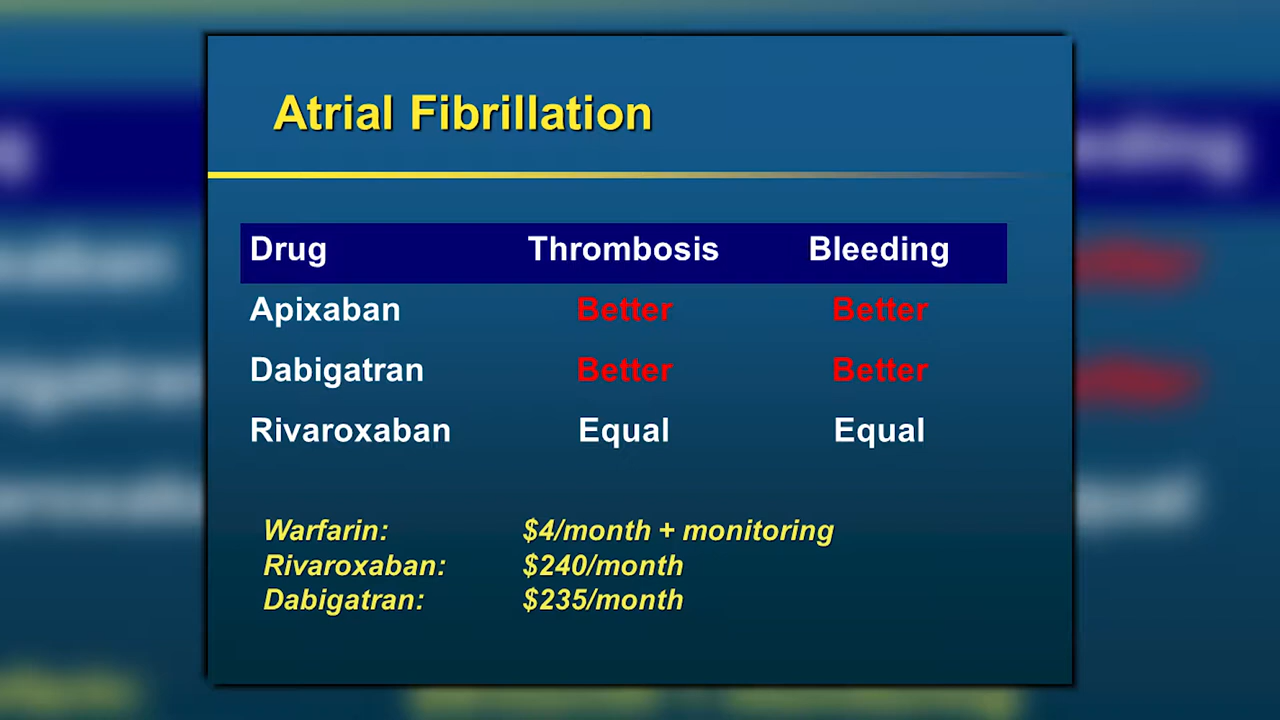 Atrial Fibrillation
Drug Thrombosis Bleeding
Apixaban Better Better
Dabigatran Better Better
Rivaroxaban Equal Equal
Warfarin: $4/month + monitoring
Rivaroxaban: $240/month
Dabigatran: $235/month